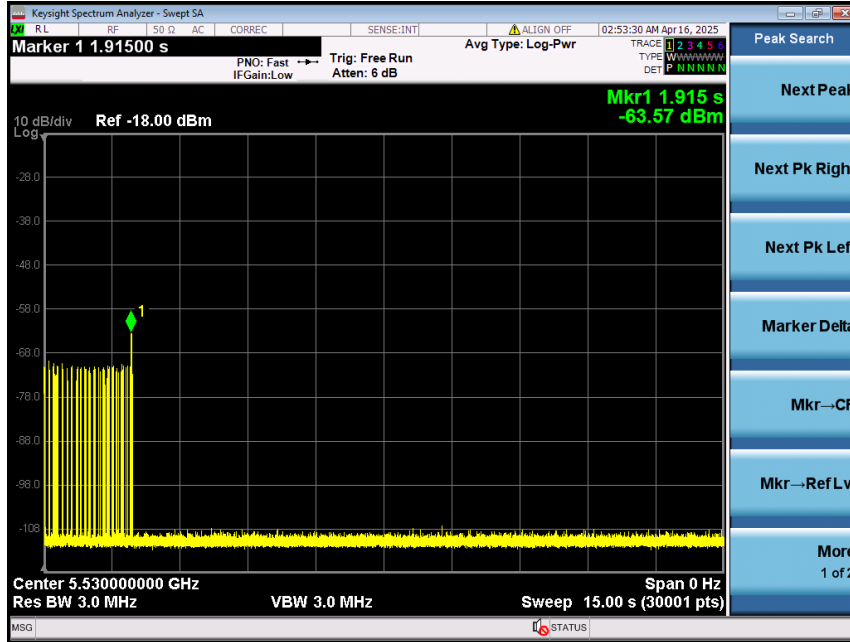 Keysight Spectrum Analyzer - Swept SA
LXI RL RF 50 Ω AC CORREC SENSE:INT ALIGN OFF 02:53:30 AM Apr 16, 2025
Marker 1 1.91500 s
PNO: Fast
IFGain:Low
Trig: Free Run
Atten: 6 dB
Avg Type: Log-Pwr
TRACE 1 2 3 4 5 6
TYPE WWWWWW
DET P N N N N N
Mkr1 1.915 s
-63.57 dBm
10 dB/div Ref -18.00 dBm
Log
-28.0
-38.0
-48.0
-58.0
-68.0
-78.0
-88.0
-98.0
-108
1
Center 5.530000000 GHz
Span 0 Hz
Res BW 3.0 MHz
VBW 3.0 MHz
Sweep 15.00 s (30001 pts)
MSG
STATUS
Peak Search
Next Peak
Next Pk Righ
Next Pk Lef
Marker Delta
Mkr→CF
Mkr→Ref Lv
More
1 of 2